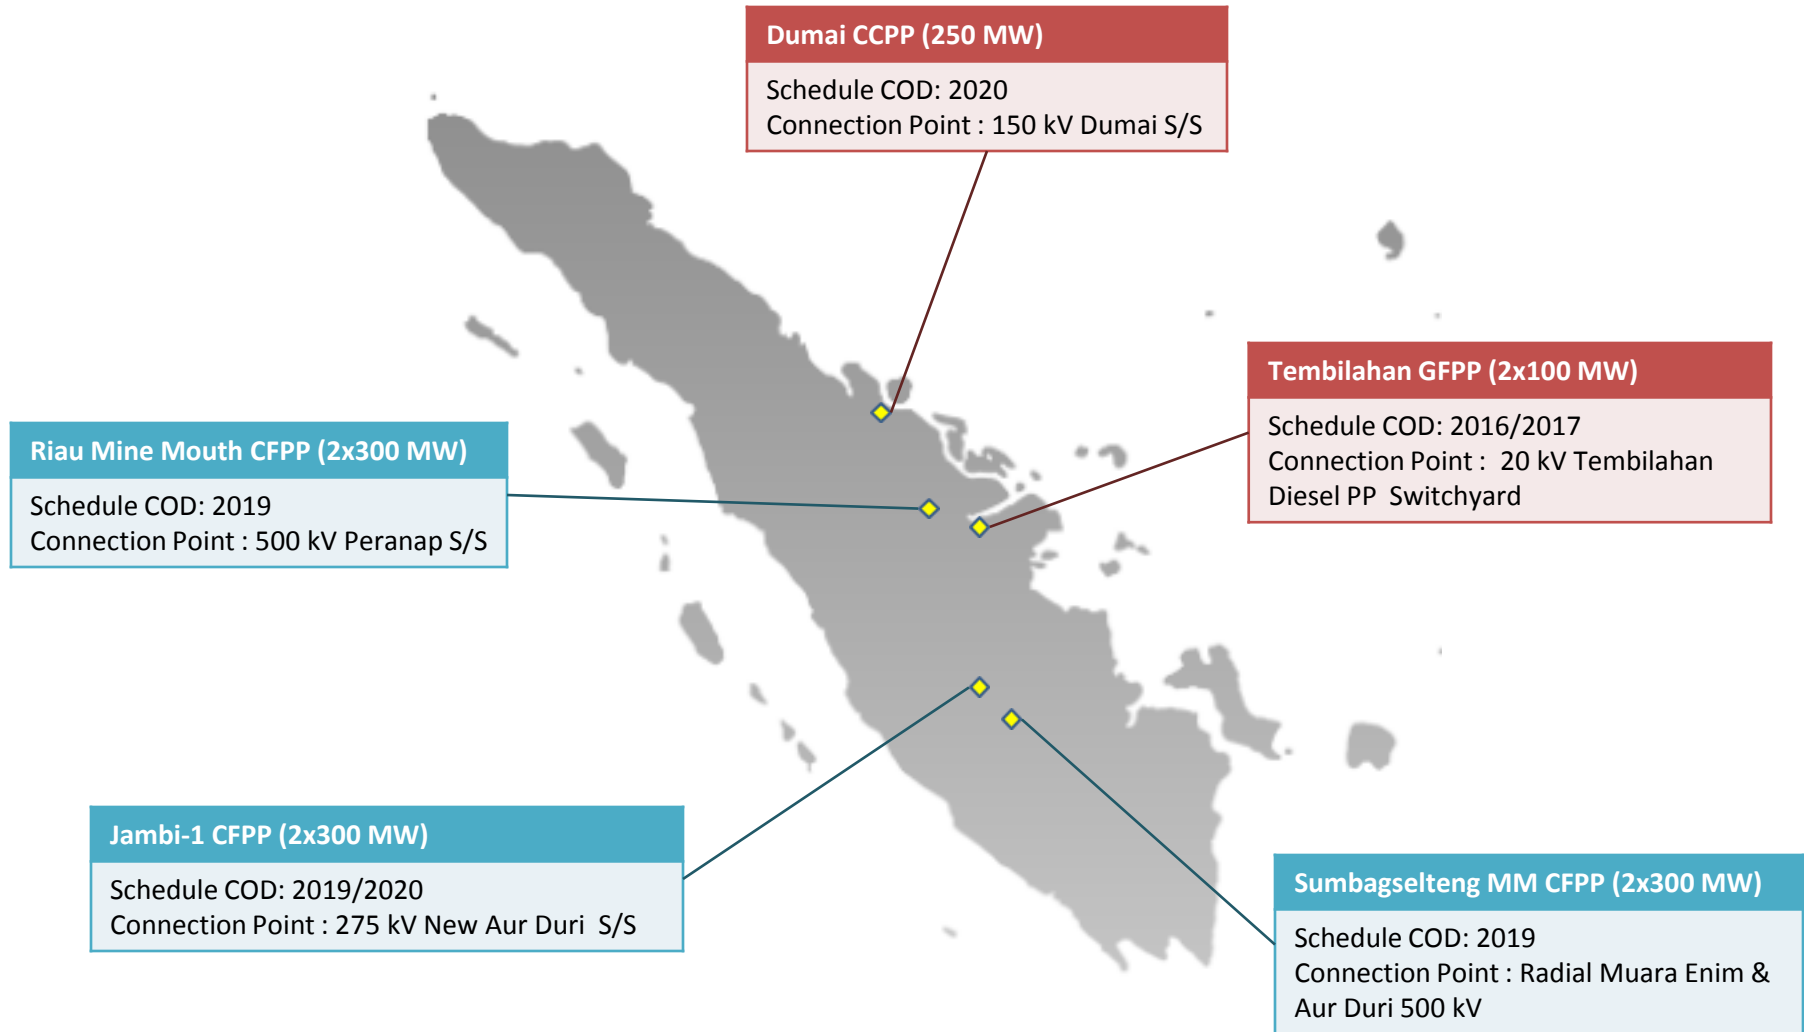 Dumai CCPP (250 MW)
Schedule COD: 2020
Connection Point : 150 kV Dumai S/S
Tembilahan GFPP (2x100 MW)
Schedule COD: 2016/2017
Connection Point :  20 kV Tembilahan
Diesel PP  Switchyard
Riau Mine Mouth CFPP (2x300 MW)
Schedule COD: 2019
Connection Point : 500 kV Peranap S/S
Jambi-1 CFPP (2x300 MW)
Schedule COD: 2019/2020
Connection Point : 275 kV New Aur Duri  S/S
Sumbagselteng MM CFPP (2x300 MW)
Schedule COD: 2019
Connection Point : Radial Muara Enim &
Aur Duri 500 kV